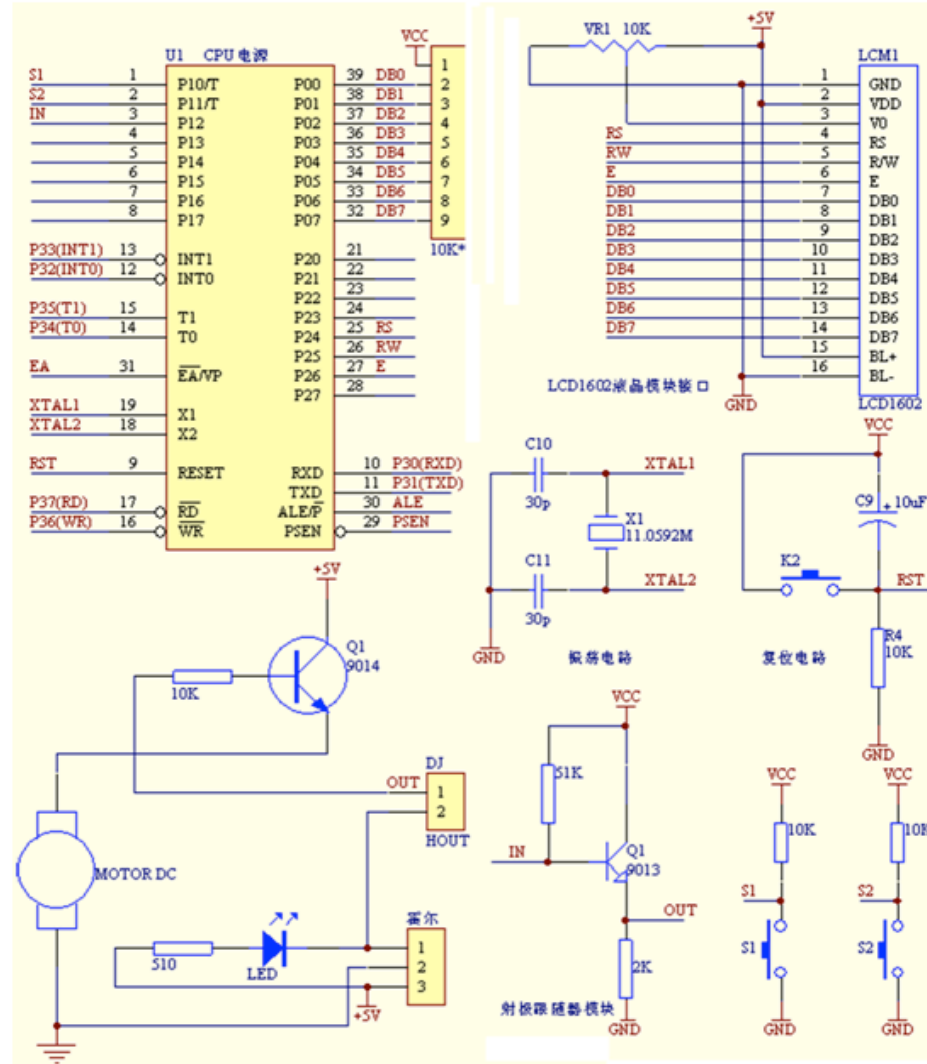 U1 CPU电源
S1 1 P10/T P00 39 DB0
S2 2 P11/T P01 38 DB1
IN 3 P12 P02 37 DB2
4 P13 P03 36 DB3
5 P14 P04 35 DB4
6 P15 P05 34 DB5
7 P16 P06 33 DB6
8 P17 P07 32 DB7
P33(INT1) 13 INT1 P20 21
P32(INT0) 12 INT0 P21 22
P22 23
P35(T1) 15 T1 P23 24
P34(T0) 14 T0 P24 25 RS
P25 26 RW
EA 31 EA/VP P26 27 E
P27 28
XTAL1 19 X1
XTAL2 18 X2
RST 9 RESET RXD 10 P30(RXD)
TXD 11 P31(TXD)
P37(RD) 17 RD ALE/P 30 ALE
P36(WR) 16 WR PSEN 29 PSEN
VCC
1
2
3
4
5
6
7
8
9
10K*
+5V
VR1 10K
LCM1
1 GND
2 VDD
3 V0
RS 4 RS
RW 5 R/W
E 6 E
DB0 7 DB0
DB1 8 DB1
DB2 9 DB2
DB3 10 DB3
DB4 11 DB4
DB5 12 DB5
DB6 13 DB6
DB7 14 DB7
15 BL+
16 BL-
LCD1602液晶模块接口
GND
LCD1602
C10
30p
XTAL1
X1
11.0592M
C11
30p
XTAL2
GND
振荡电路
VCC
C9 + 10uF
K2
RST
R4
10K
复位电路
GND
+5V
Q1
9014
10K
DJ
OUT 1
2
HOUT
MOTOR DC
霍尔
1
2
3
510
LED
+5V
VCC
51K
IN
Q1
9013
OUT
2K
射极跟随器模块
GND
VCC
10K
S1
S1
GND
VCC
10K
S2
S2
GND